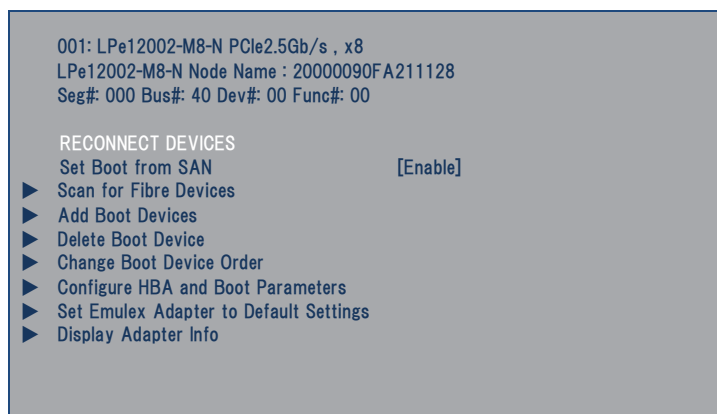 001: LPe12002-M8-N PCIe2.5Gb/s , x8
LPe12002-M8-N Node Name : 20000090FA211128
Seg#: 000 Bus#: 40 Dev#: 00 Func#: 00
RECONNECT DEVICES
Set Boot from SAN [Enable]
Scan for Fibre Devices
Add Boot Devices
Delete Boot Device
Change Boot Device Order
Configure HBA and Boot Parameters
Set Emulex Adapter to Default Settings
Display Adapter Info